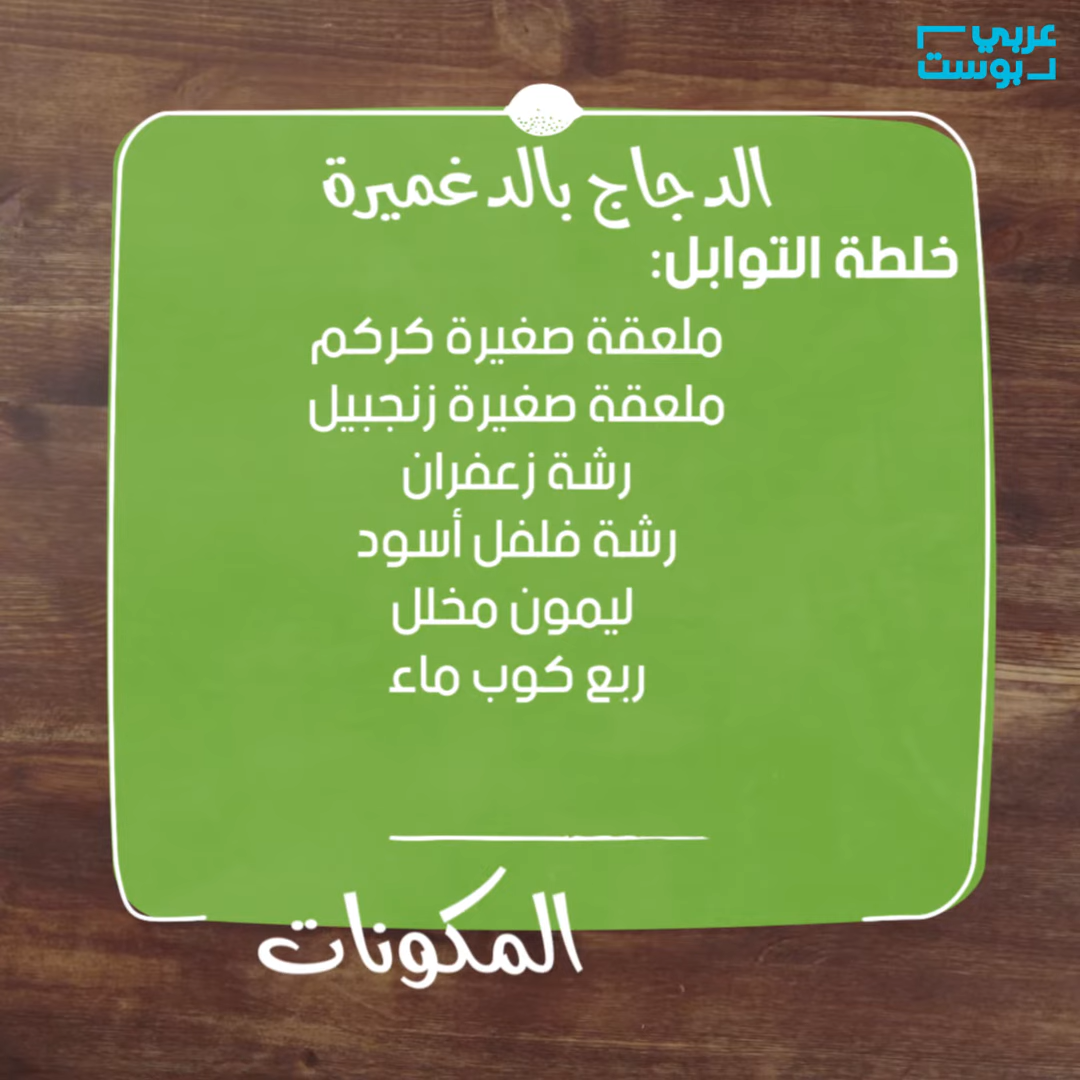 عربي
بوست
الدجاج بالدغميرة
خلطة التوابل:
ملعقة صغيرة كركم
ملعقة صغيرة زنجبيل
رشة زعفران
رشة فلفل أسود
ليمون مخلل
ربع كوب ماء
المكونات